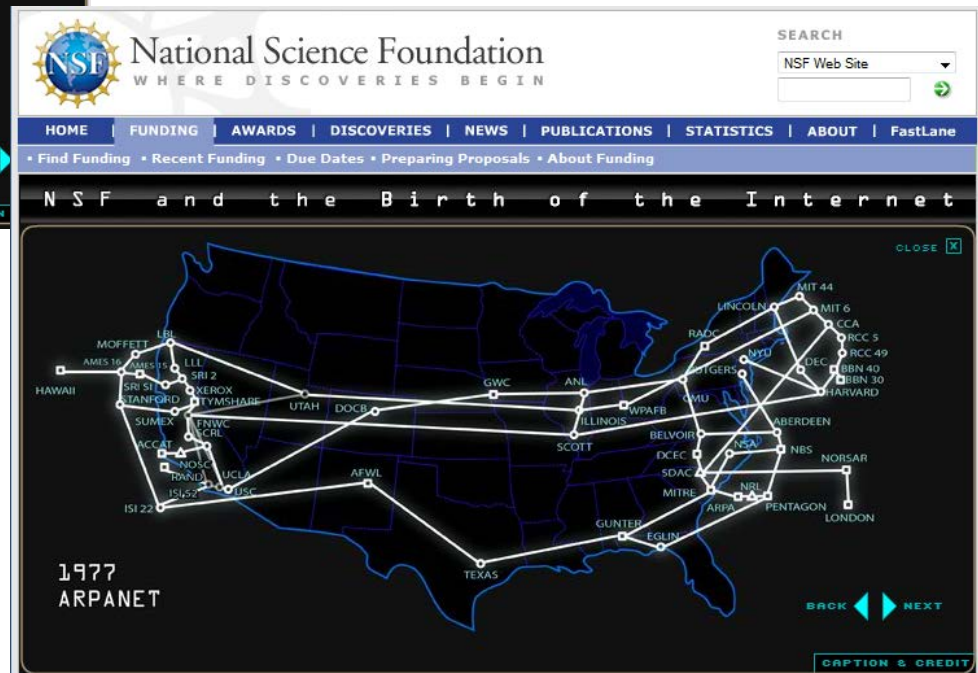 SEARCH
National Science Foundation
WHERE DISCOVERIES BEGIN
NSF
NSF Web Site
HOME | FUNDING | AWARDS | DISCOVERIES | NEWS | PUBLICATIONS | STATISTICS | ABOUT | FastLane
• Find Funding • Recent Funding • Due Dates • Preparing Proposals • About Funding
NSF and the Birth of the Internet
CLOSE X
MIT 44
LINCOLN
MIT 6
CCA
RADC
RCC 5
LBL
MOFFETT
NYU
RCC 49
AMES 16
AMES 15
LLL
DEC
BBN 40
SRI 2
RUTGERS
BBN 30
HAWAII
SRI 51
XEROX
GWC
ANL
HARVARD
STANFORD
TYMSHARE
UTAH
DOCB
WPAFB
CMU
SUMEX
FNWC
ILLINOIS
ABERDEEN
SCRL
BELVOIR
ACCAT
SCOTT
NSA
NBS
DCEC
NORSAR
NOSC
RAND
UCLA
AFWL
SDAC
ISI 52
USC
MITRE
NRL
ISI 22
ARPA
PENTAGON
LONDON
GUNTER
EGLIN
TEXAS
1977
ARPANET
BACK NEXT
CAPTION & CREDIT